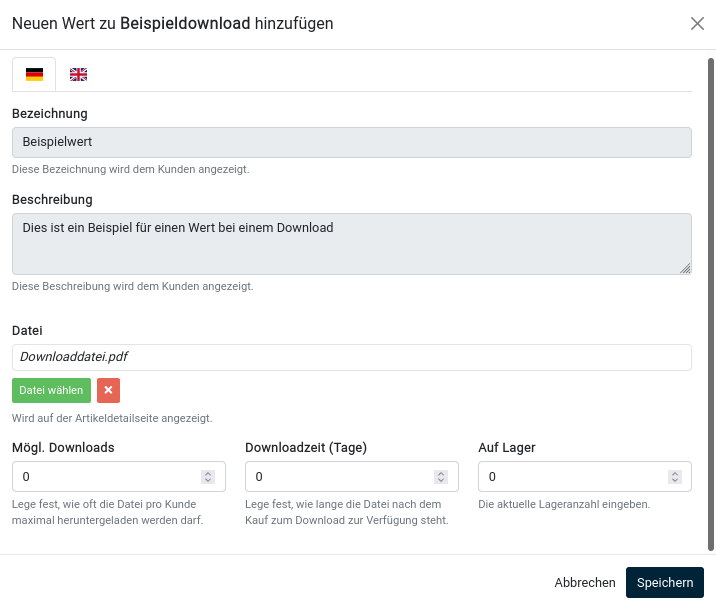 Neuen Wert zu Beispieldownload hinzufügen
Bezeichnung
Beispielwert
Diese Bezeichnung wird dem Kunden angezeigt.
Beschreibung
Dies ist ein Beispiel für einen Wert bei einem Download
Diese Beschreibung wird dem Kunden angezeigt.
Datei
Downloaddatei.pdf
Datei wählen
Wird auf der Artikeldetailseite angezeigt.
Mögl. Downloads
0
Lege fest, wie oft die Datei pro Kunde
maximal heruntergeladen werden darf.
Downloadzeit (Tage)
0
Lege fest, wie lange die Datei nach dem
Kauf zum Download zur Verfügung steht.
Auf Lager
0
Die aktuelle Lageranzahl eingeben.
Abbrechen
Speichern